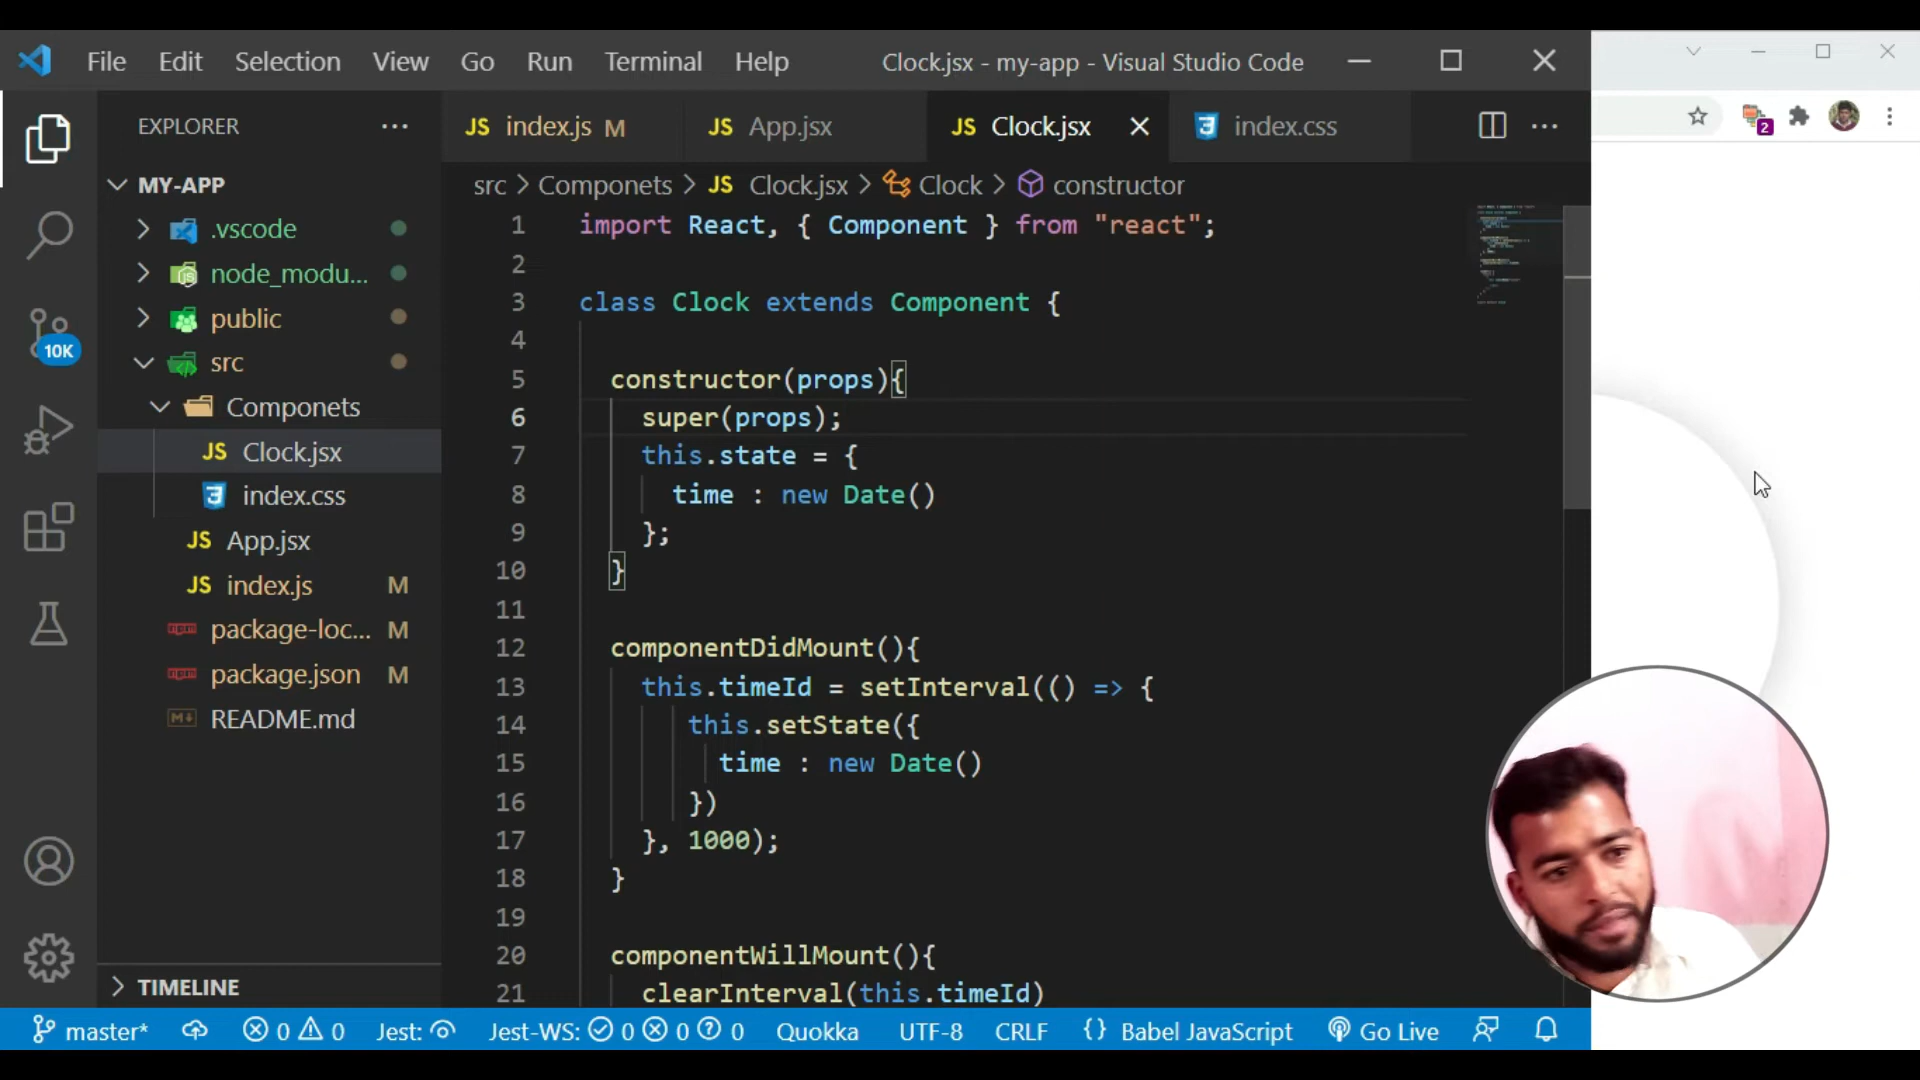 File Edit Selection View Go Run Terminal Help Clock.jsx - my-app - Visual Studio Code
EXPLORER
MY-APP
.vscode
node_modu...
public
src
Componets
JS Clock.jsx
index.css
JS App.jsx
JS index.js M
package-loc... M
package.json M
README.md
TIMELINE
10K
JS index.js M JS App.jsx JS Clock.jsx index.css
src > Componets > JS Clock.jsx > Clock > constructor
1 import React, { Component } from "react";
2
3 class Clock extends Component {
4
5 constructor(props){
6 super(props);
7 this.state = {
8 time : new Date()
9 };
10 }
11
12 componentDidMount(){
13 this.timeId = setInterval(() => {
14 this.setState({
15 time : new Date()
16 })
17 }, 1000);
18 }
19
20 componentWillMount(){
21 clearInterval(this.timeId)
2
master* 0 0 Jest: Jest-WS: 0 0 0 Quokka UTF-8 CRLF {} Babel JavaScript Go Live